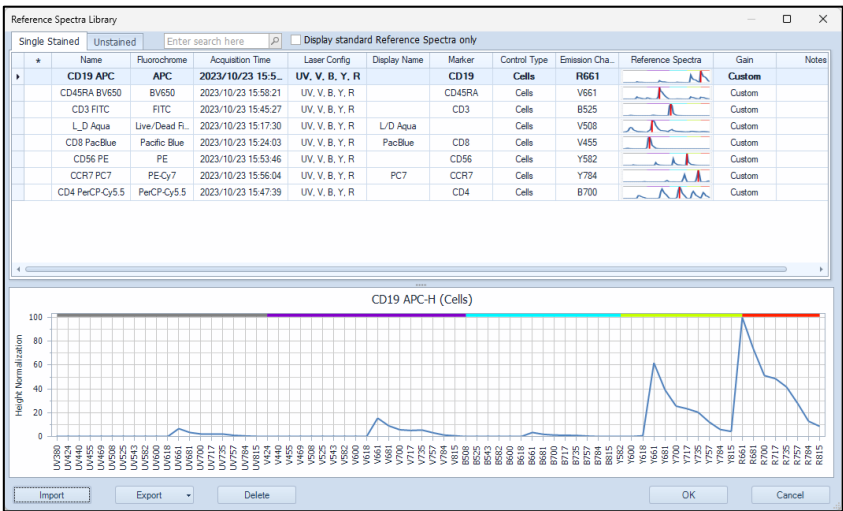 Reference Spectra Library
Single Stained Unstained Enter search here Display standard Reference Spectra only
* Name Fluorochrome Acquisition Time Laser Config Display Name Marker Control Type Emission Cha... Reference Spectra Gain Notes
CD19 APC APC 2023/10/23 15:5... UV, V, B, Y, R CD19 Cells R661 Custom
CD45RA BV650 BV650 2023/10/23 15:58:21 UV, V, B, Y, R CD45RA Cells V661 Custom
CD3 FITC FITC 2023/10/23 15:45:27 UV, V, B, Y, R CD3 Cells B525 Custom
L_D Aqua Live/Dead Fi... 2023/10/23 15:17:30 UV, V, B, Y, R L/D Aqua Cells V508 Custom
CD8 PacBlue Pacific Blue 2023/10/23 15:24:03 UV, V, B, Y, R PacBlue CD8 Cells V455 Custom
CD56 PE PE 2023/10/23 15:53:46 UV, V, B, Y, R CD56 Cells Y582 Custom
CCR7 PC7 PE-Cy7 2023/10/23 15:56:04 UV, V, B, Y, R PC7 CCR7 Cells Y784 Custom
CD4 PerCP-Cy5.5 PerCP-Cy5.5 2023/10/23 15:47:39 UV, V, B, Y, R CD4 Cells B700 Custom
CD19 APC-H (Cells)
Height Normalization
100
80
60
40
20
0
UV380 UV424 UV440 UV455 UV469 UV508 UV525 UV543 UV582 UV600 UV618 UV661 UV681 UV700 UV717 UV735 UV757 UV784 UV815 V424 V440 V455 V469 V508 V525 V543 V582 V600 V618 V661 V681 V700 V717 V735 V757 V784 V815 B508 B525 B543 B582 B600 B618 B661 B681 B700 B717 B735 B757 B784 B815 Y582 Y600 Y618 Y661 Y681 Y700 Y717 Y735 Y757 Y784 Y815 R661 R681 R700 R717 R735 R757 R784 R815
Import Export Delete OK Cancel